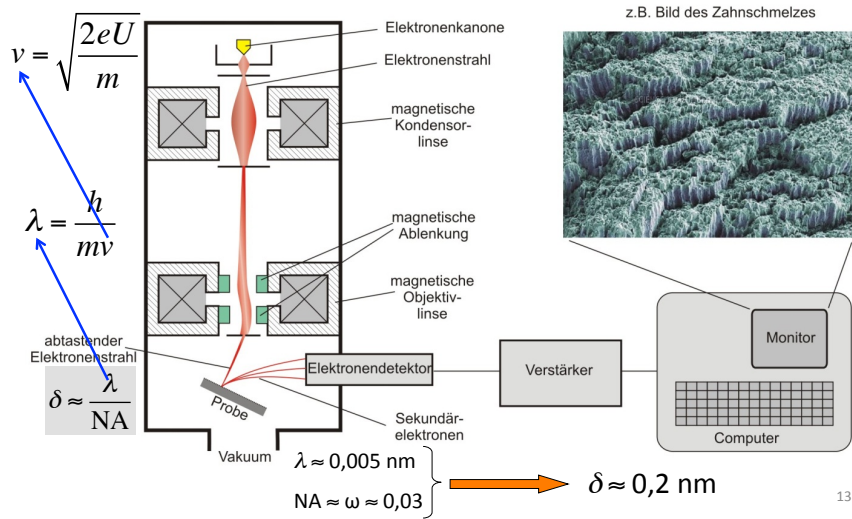 z.B. Bild des Zahnschmelzes
v = √(2eU/m)
Elektronenkanone
Elektronenstrahl
magnetische
Kondensor-
linse
λ = h/mv
magnetische
Ablenkung
magnetische
Objektiv-
linse
abtastender
Elektronenstrahl
δ ≈ λ/NA
Probe
Elektronendetektor
Verstärker
Monitor
Computer
Sekundär-
elektronen
Vakuum
λ ≈ 0,005 nm
NA ≈ ω ≈ 0,03
δ ≈ 0,2 nm
13